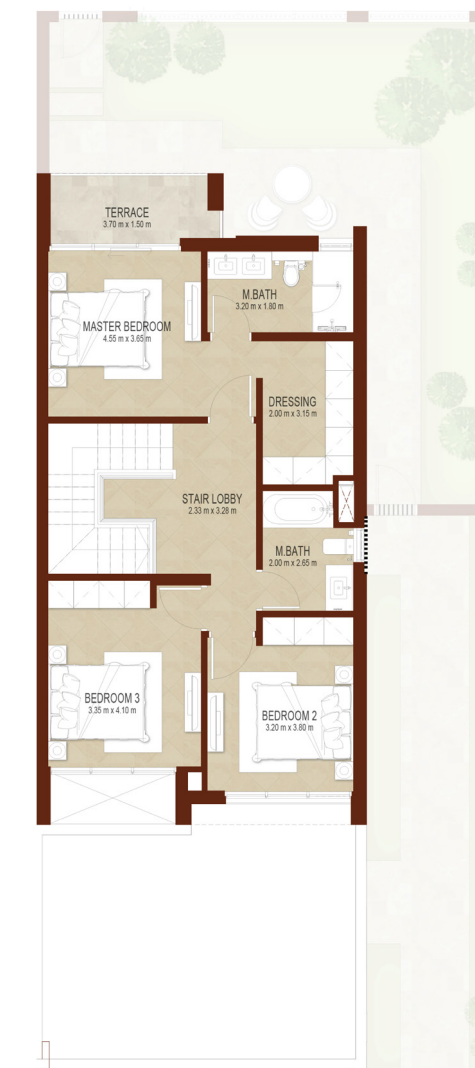 TERRACE
3.70 m x 1.50 m
M.BATH
3.20 m x 1.80 m
MASTER BEDROOM
4.55 m x 3.65 m
DRESSING
2.00 m x 3.15 m
STAIR LOBBY
2.33 m x 3.28 m
M.BATH
2.00 m x 2.65 m
BEDROOM 3
3.35 m x 4.10 m
BEDROOM 2
3.20 m x 3.80 m